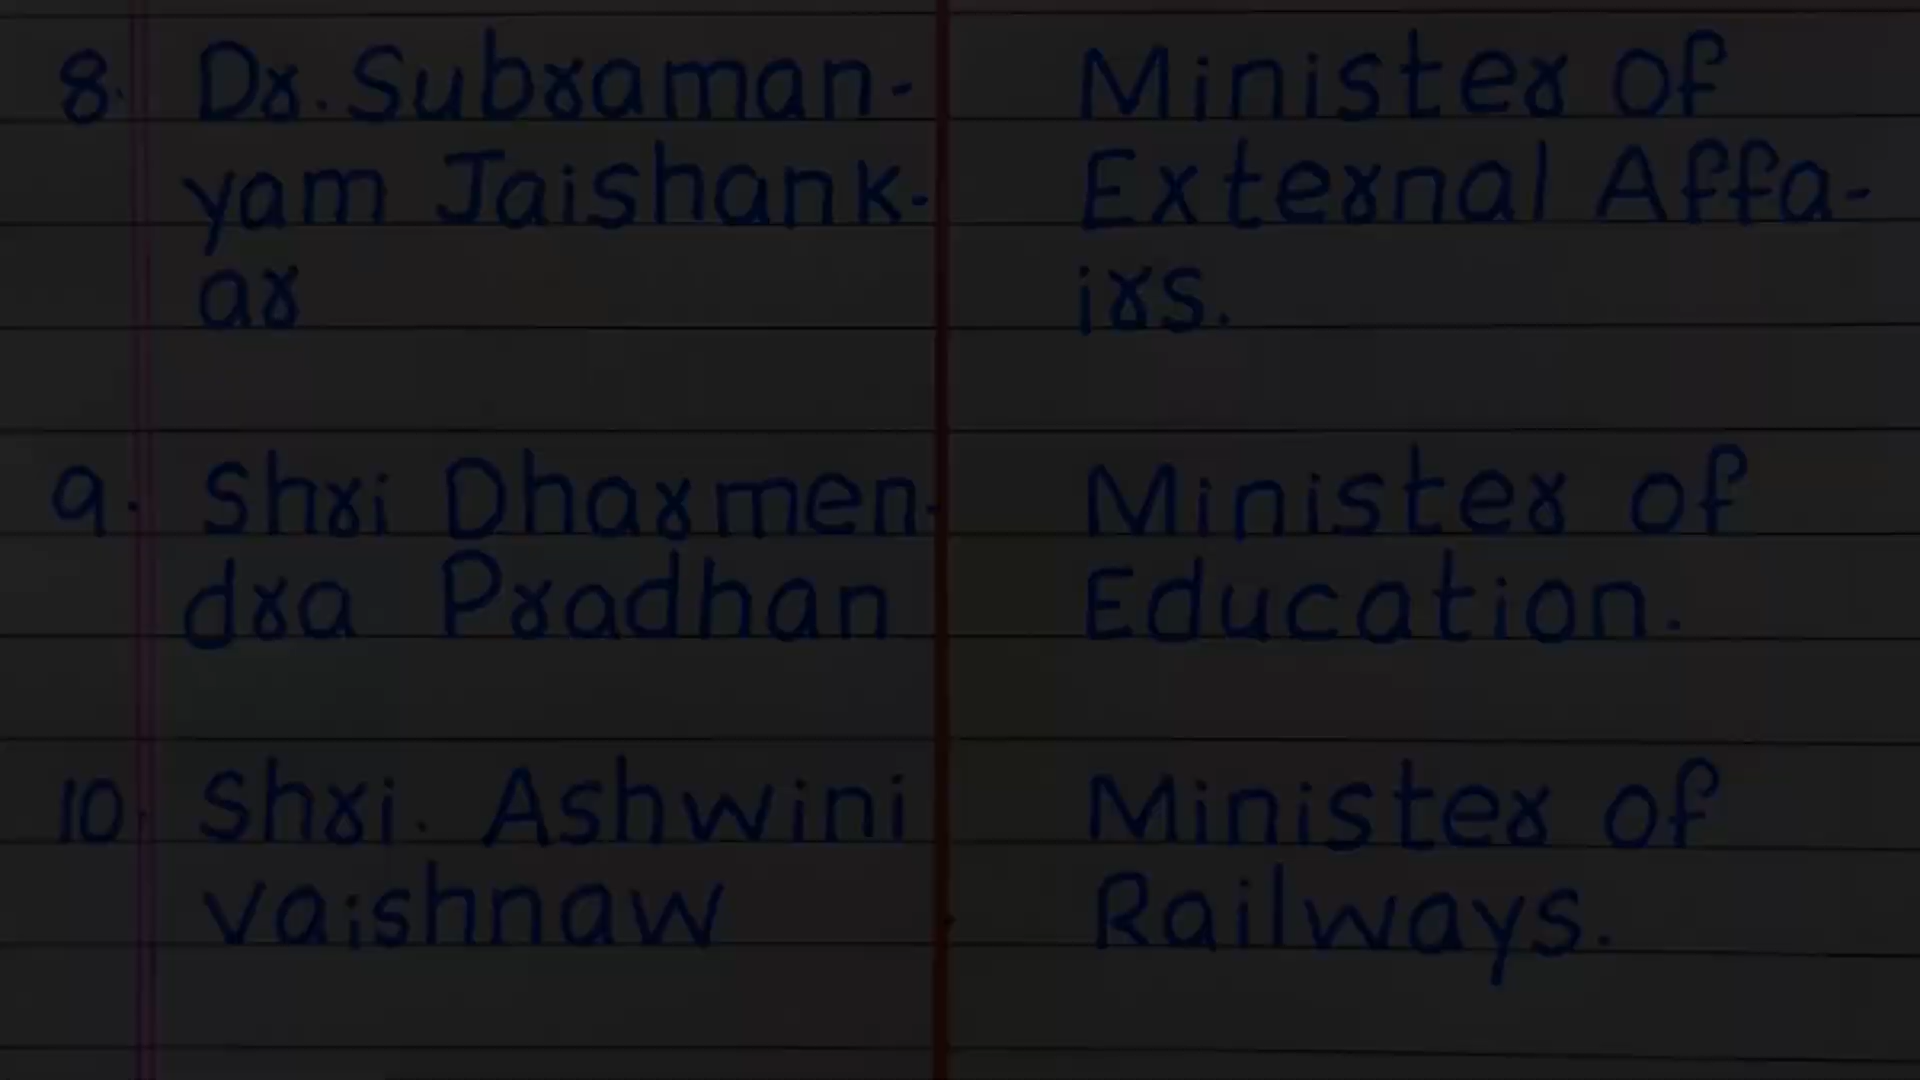 8. Dr. Subraman- Minister of
yam Jaishank- External Affa-
ar irs.
9. Shri Dharmen- Minister of
dra Pradhan Education.
10. Shri. Ashwini Minister of
Vaishnaw Railways.